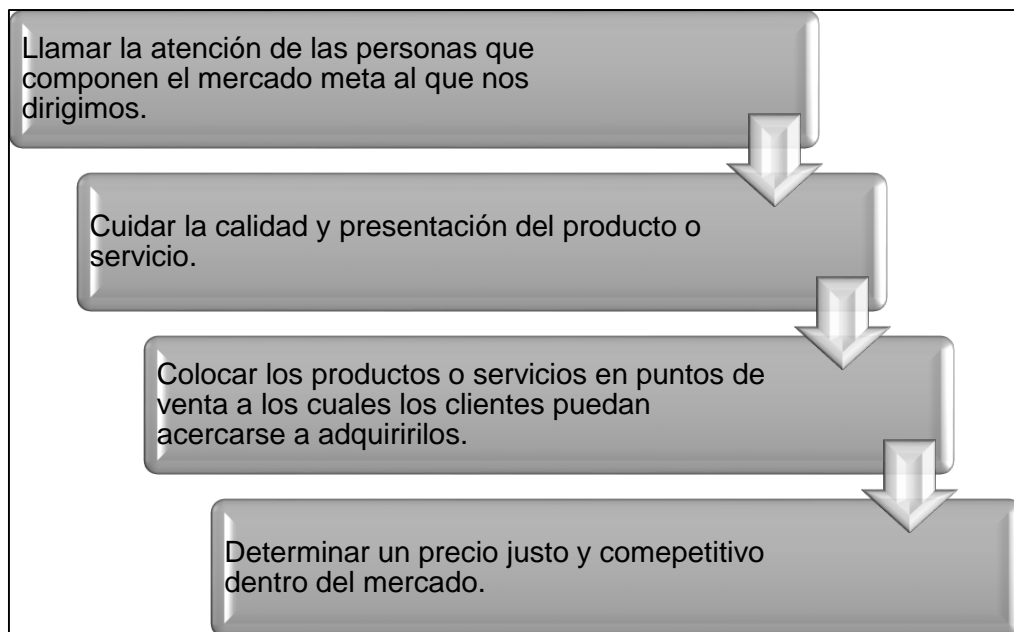 Llamar la atención de las personas que
componen el mercado meta al que nos
dirigimos.
Cuidar la calidad y presentación del producto o
servicio.
Colocar los productos o servicios en puntos de
venta a los cuales los clientes puedan
acercarse a adquiririlos.
Determinar un precio justo y comepetitivo
dentro del mercado.